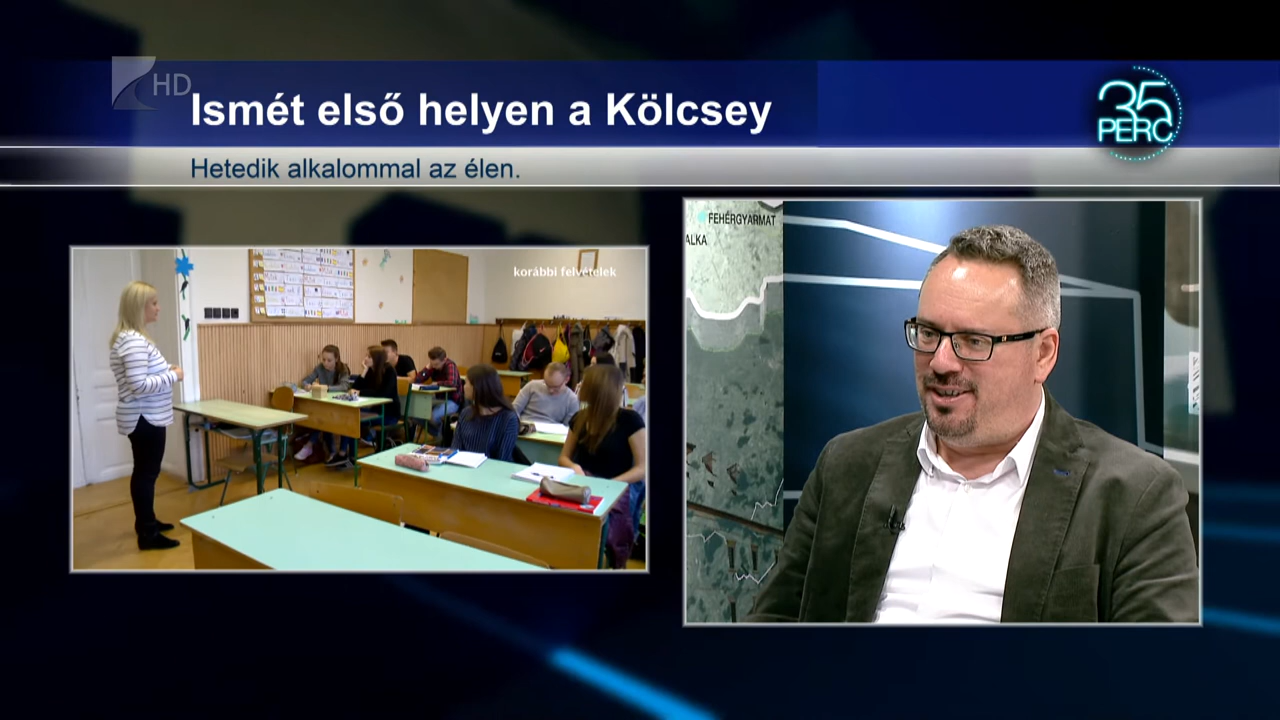 HD
Ismét első helyen a Kölcsey
35
PERC
Hetedik alkalommal az élen.
FEHÉRGYARMAT
ALKA
korábbi felvételek